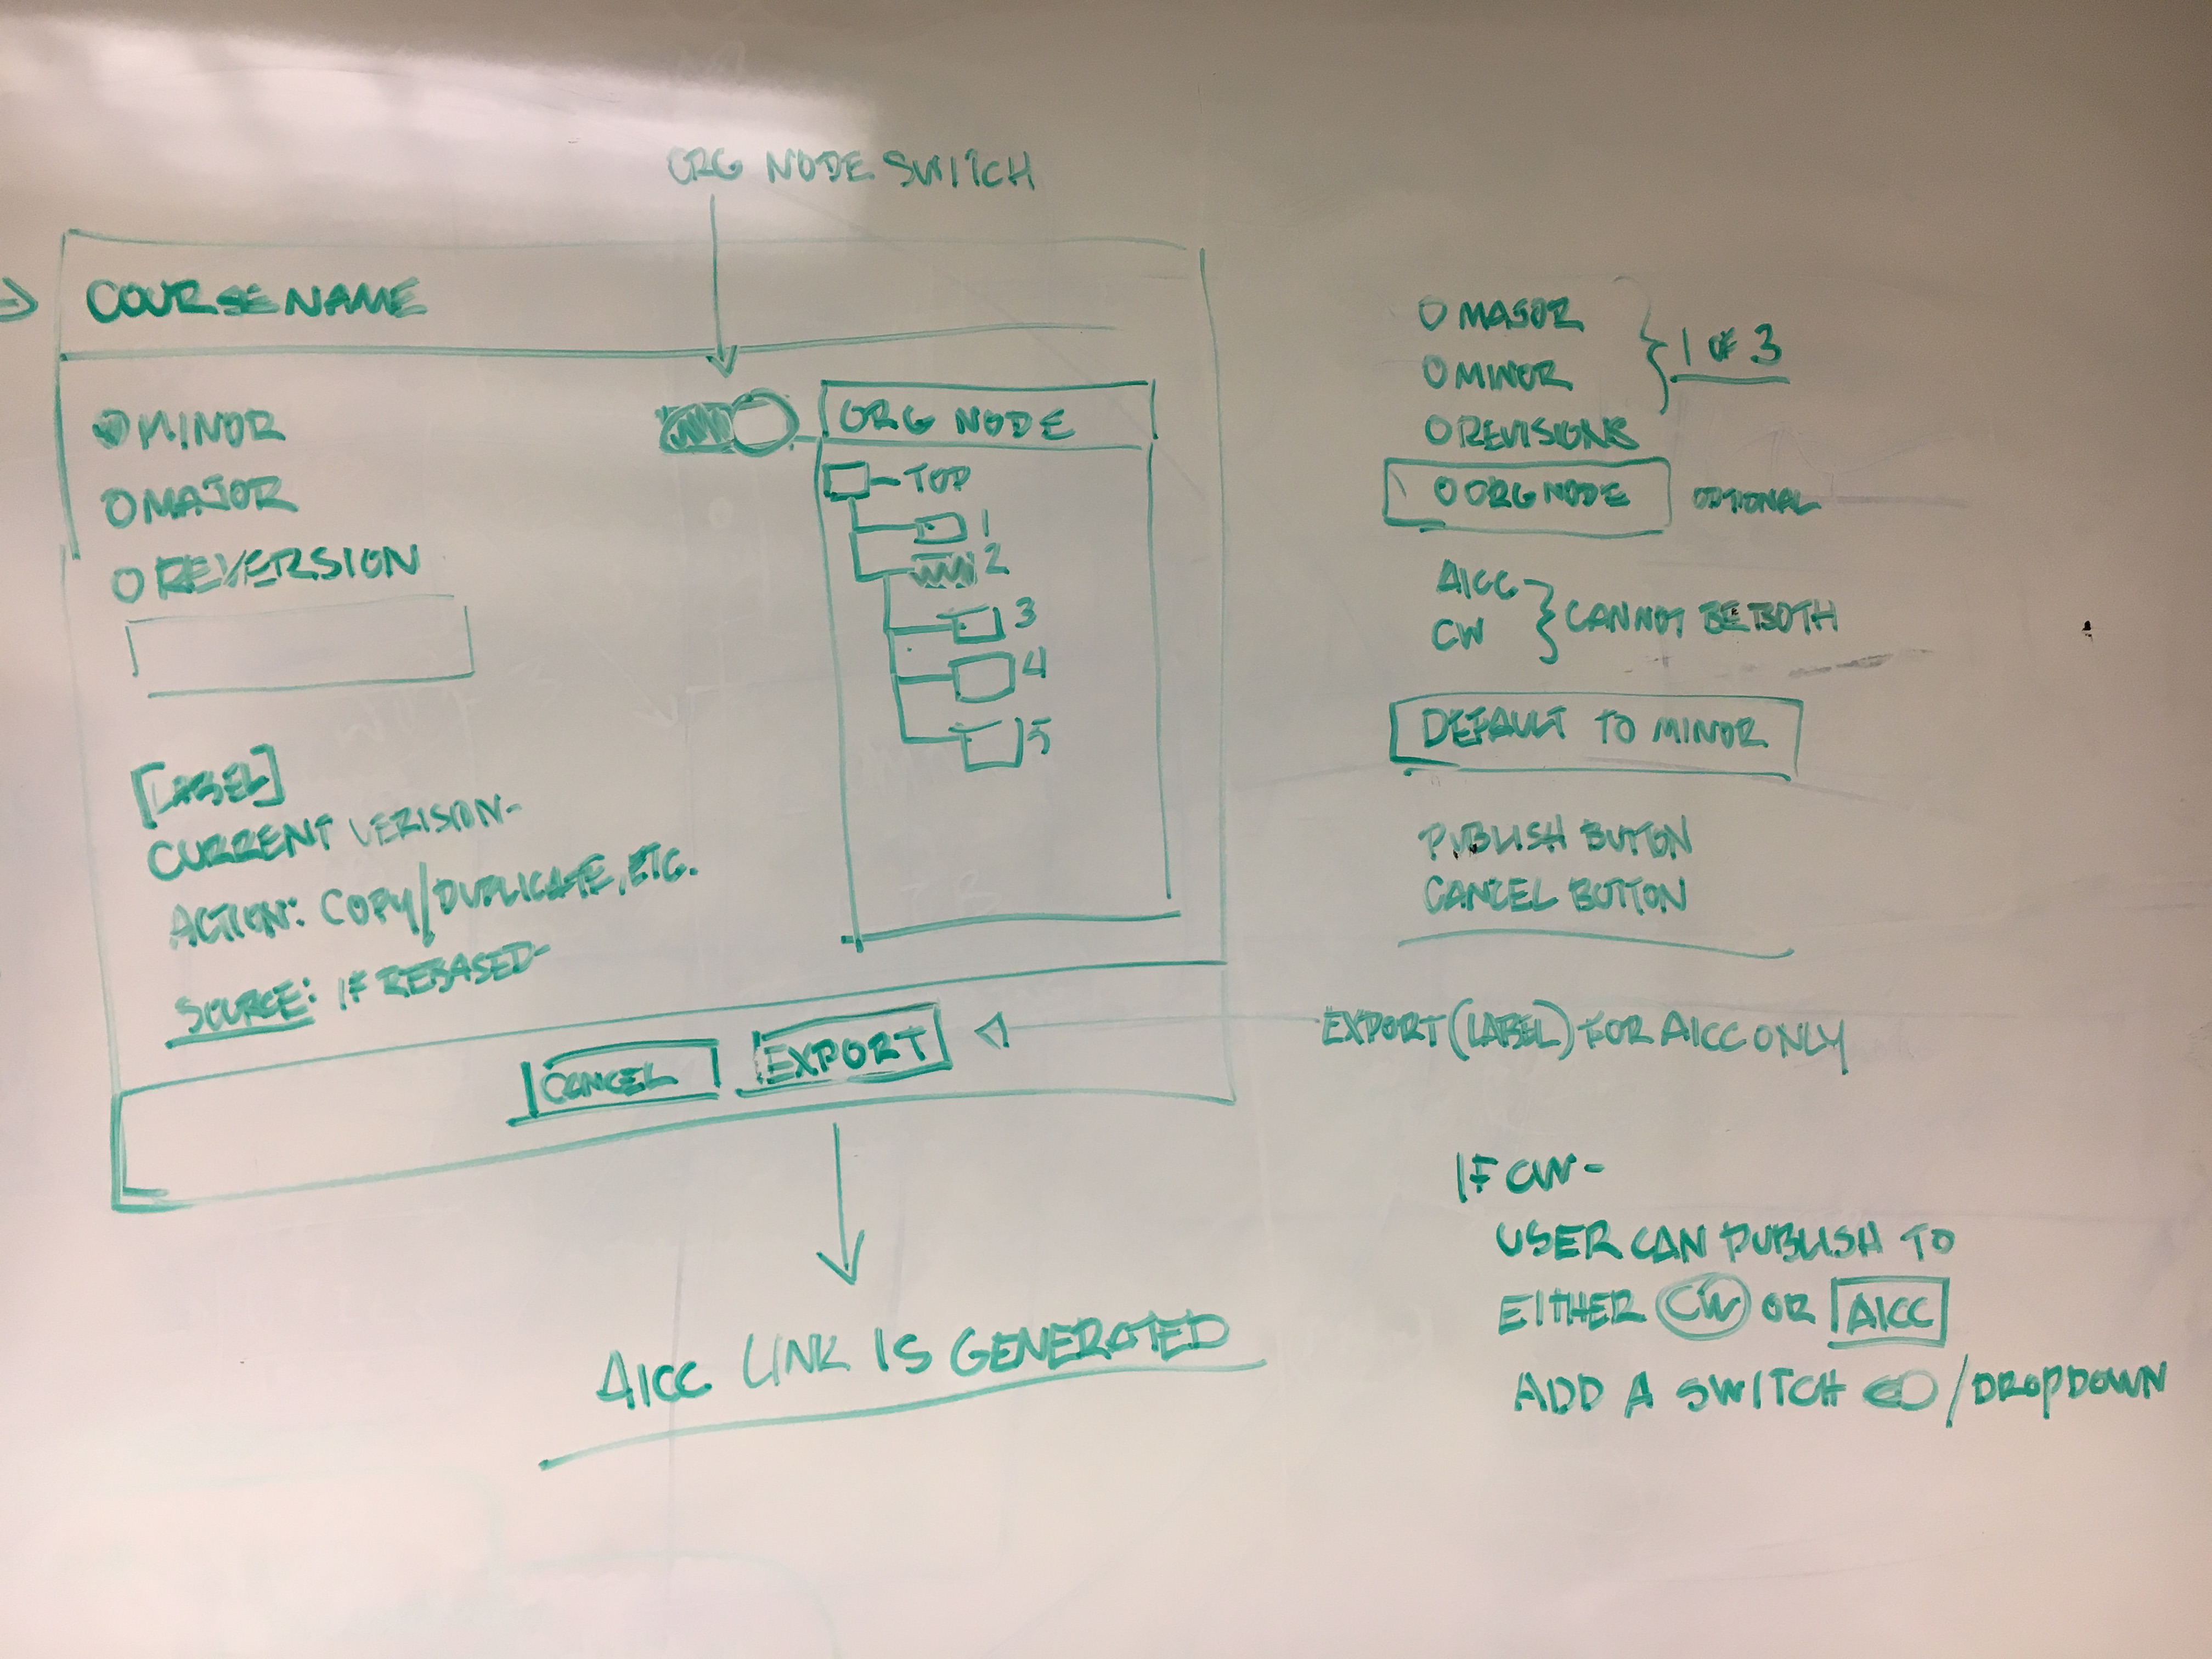 ORG NODE SWITCH
COURSE NAME
MINOR
MAJOR
REVERSION
[LABEL]
CURRENT VERISION-
ACTION: COPY/DUPLICATE, ETC.
SOURCE: IF REBASED-
ORG NODE
TOP
1
2
3
4
5
CANCEL
EXPORT
AICC LINK IS GENERATED
MAJOR
MINOR
REVISIONS
1 OF 3
ORG NODE OPTIONAL
AICC
CW
CANNOT BE BOTH
DEFAULT TO MINOR
PUBLISH BUTTON
CANCEL BUTTON
EXPORT (LABEL) FOR AICC ONLY
IF CW-
USER CAN PUBLISH TO
EITHER CW OR AICC
ADD A SWITCH /DROPDOWN